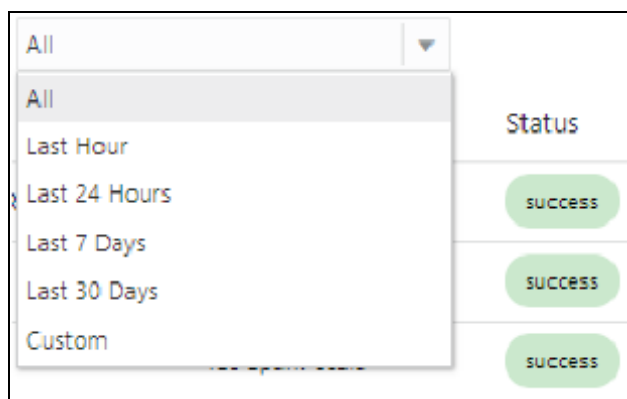 All
All
Last Hour
Status
Last 24 Hours
success
Last 7 Days
Last 30 Days
success
Custom
success